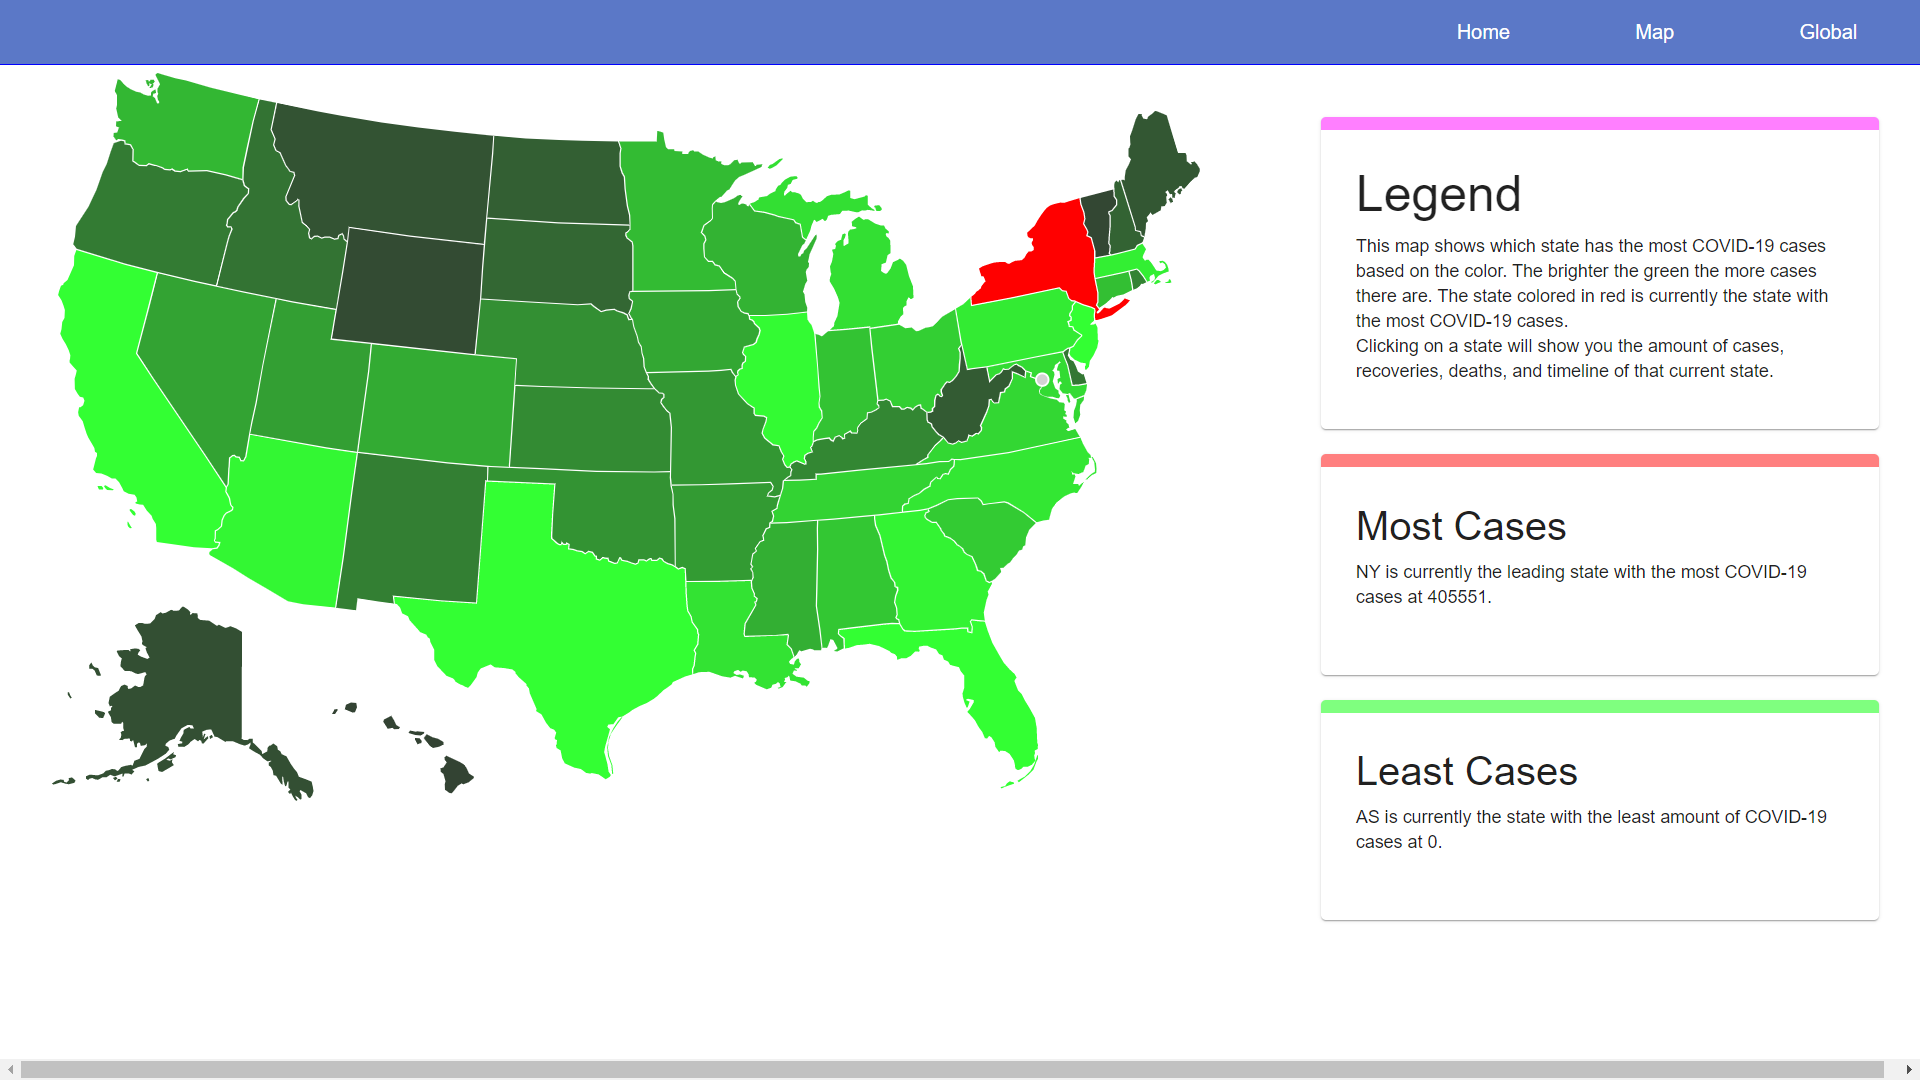 Home Map Global
Legend
This map shows which state has the most COVID-19 cases
based on the color. The brighter the green the more cases
there are. The state colored in red is currently the state with
the most COVID-19 cases.
Clicking on a state will show you the amount of cases,
recoveries, deaths, and timeline of that current state.
Most Cases
NY is currently the leading state with the most COVID-19
cases at 405551.
Least Cases
AS is currently the state with the least amount of COVID-19
cases at 0.